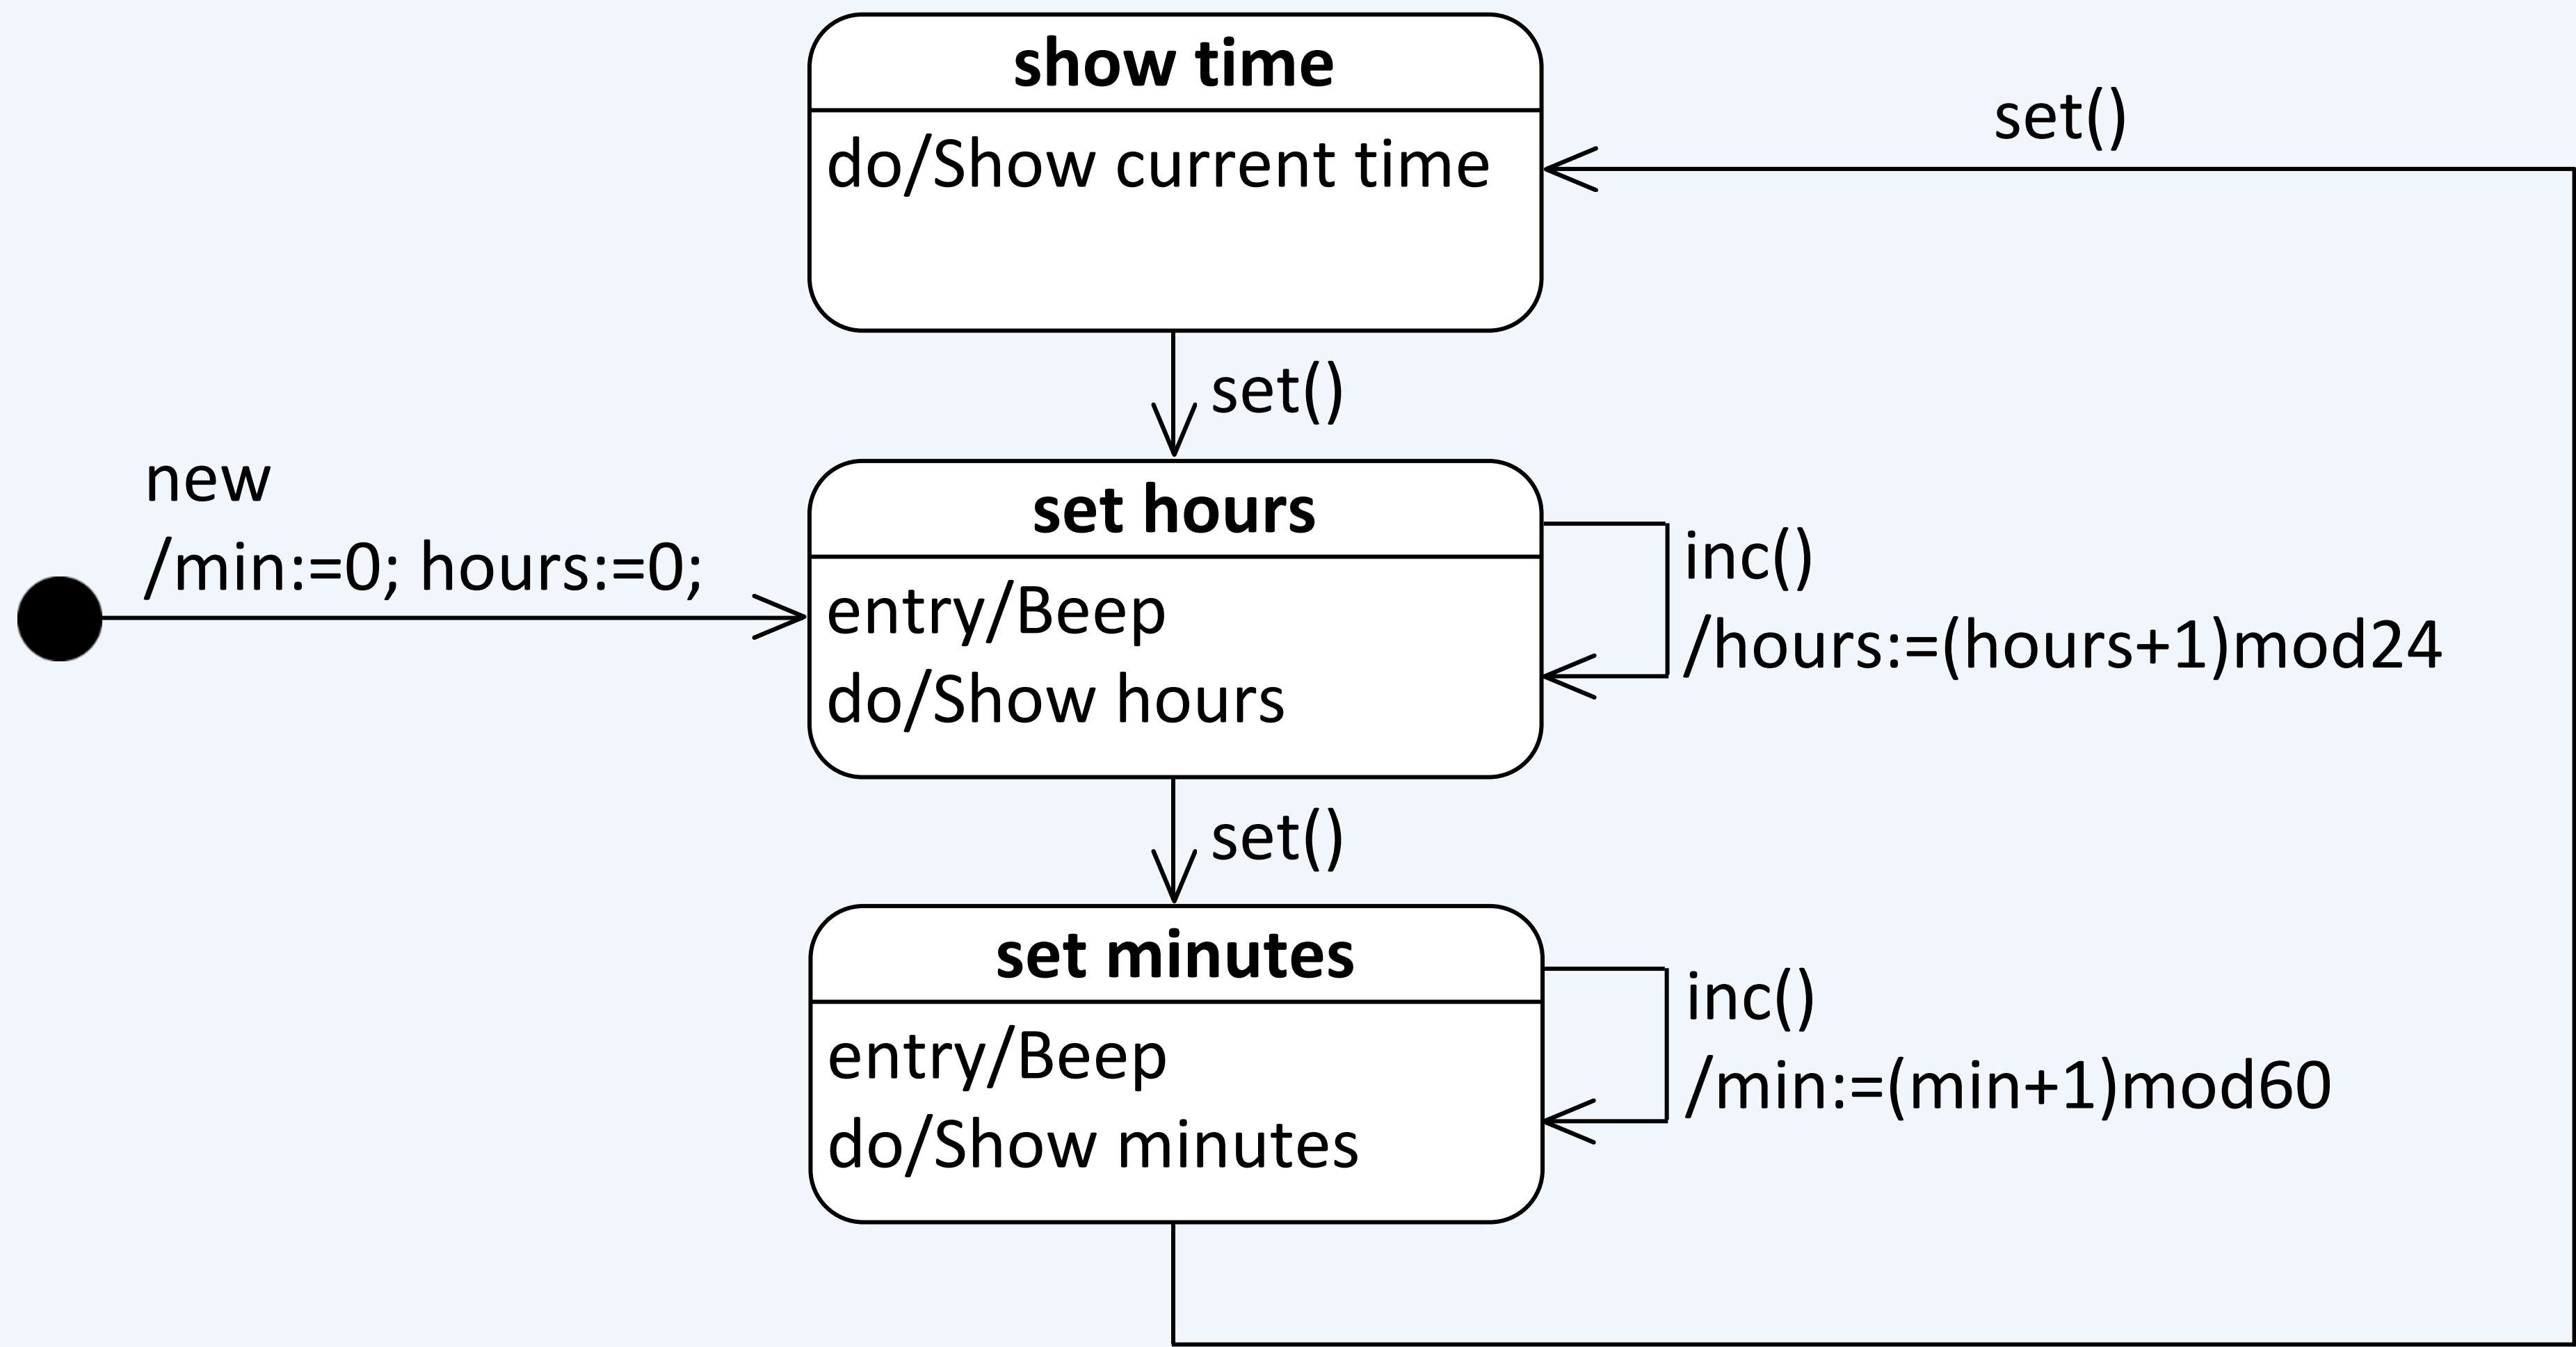 show time
do/Show current time
set()
set()
new
/min:=0; hours:=0;
set hours
entry/Beep
do/Show hours
inc()
/hours:=(hours+1)mod24
set()
set minutes
entry/Beep
do/Show minutes
inc()
/min:=(min+1)mod60